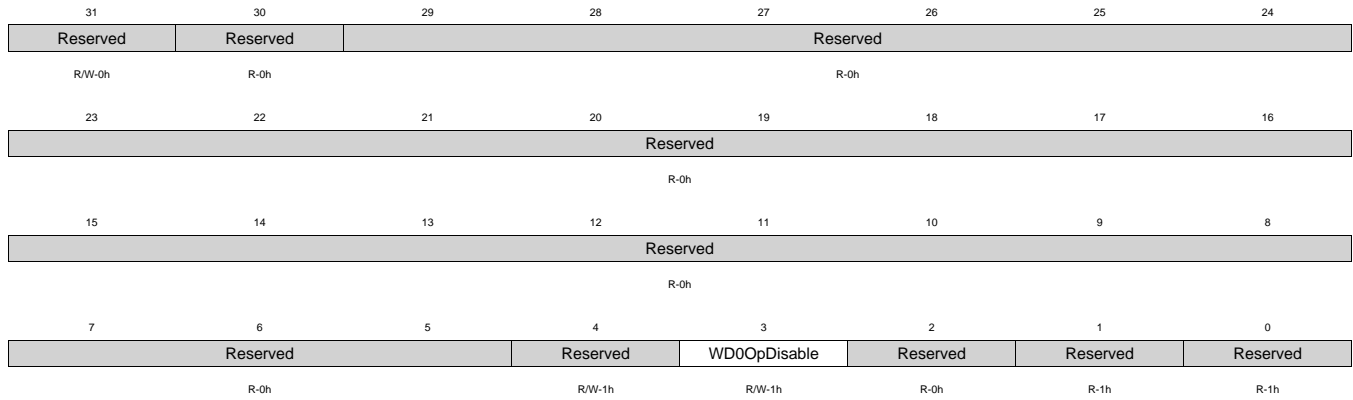 31 30 29 28 27 26 25 24
Reserved Reserved Reserved
R/W-0h R-0h R-0h
23 22 21 20 19 18 17 16
Reserved
R-0h
15 14 13 12 11 10 9 8
Reserved
R-0h
7 6 5 4 3 2 1 0
Reserved Reserved WD0OpDisable Reserved Reserved Reserved
R-0h R/W-1h R/W-1h R-0h R-1h R-1h